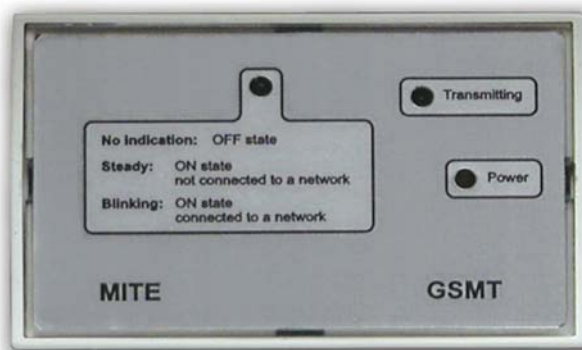 Transmitting
No indication: OFF state
Steady: ON state
not connected to a network
Blinking: ON state
connected to a network
Power
MITE
GSMT